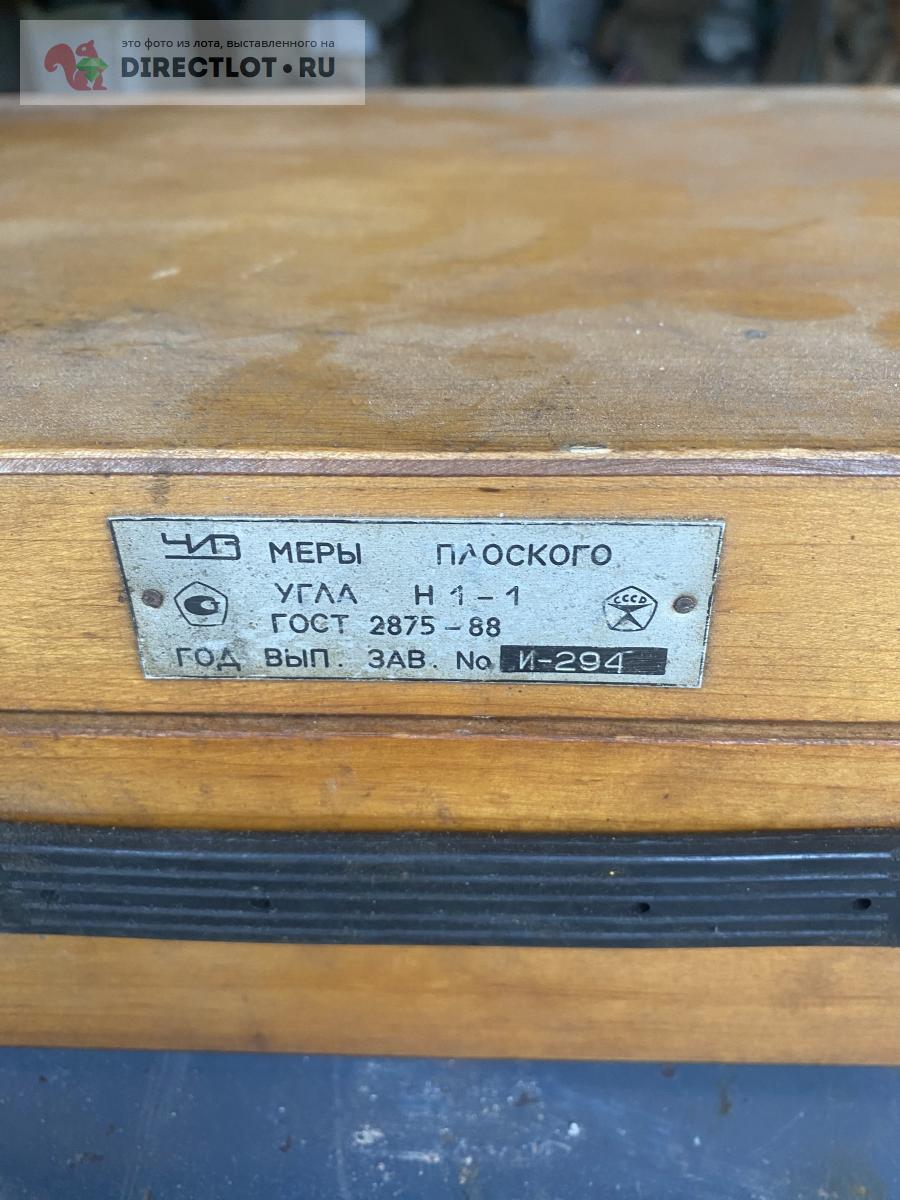 это фото из лота, выставленного на
DIRECTLOT•RU
ЧИЗ МЕРЫ ПЛОСКОГО
УГЛА Н 1-1
СССР
ГОСТ 2875-88
ГОД ВЫП. ЗАВ. No И-294